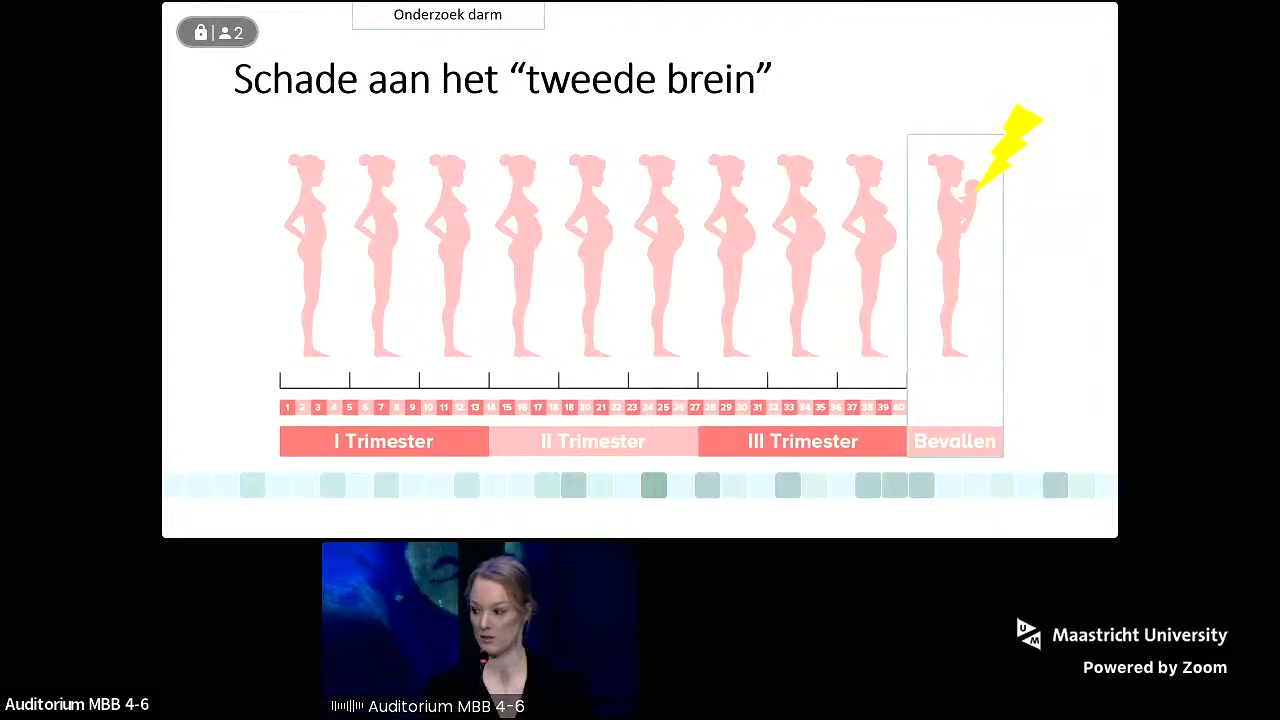 Onderzoek darm
2
Schade aan het “tweede brein”
1 2 3 4 5 6 7 8 9 10 11 12 13 14 15 16 17 18 18 20 21 22 23 24 25 26 27 28 29 30 31 32 33 34 35 36 37 38 39 40
I Trimester II Trimester III Trimester Bevallen
UM Maastricht University
Powered by Zoom
Auditorium MBB 4-6
Auditorium MBB 4-6